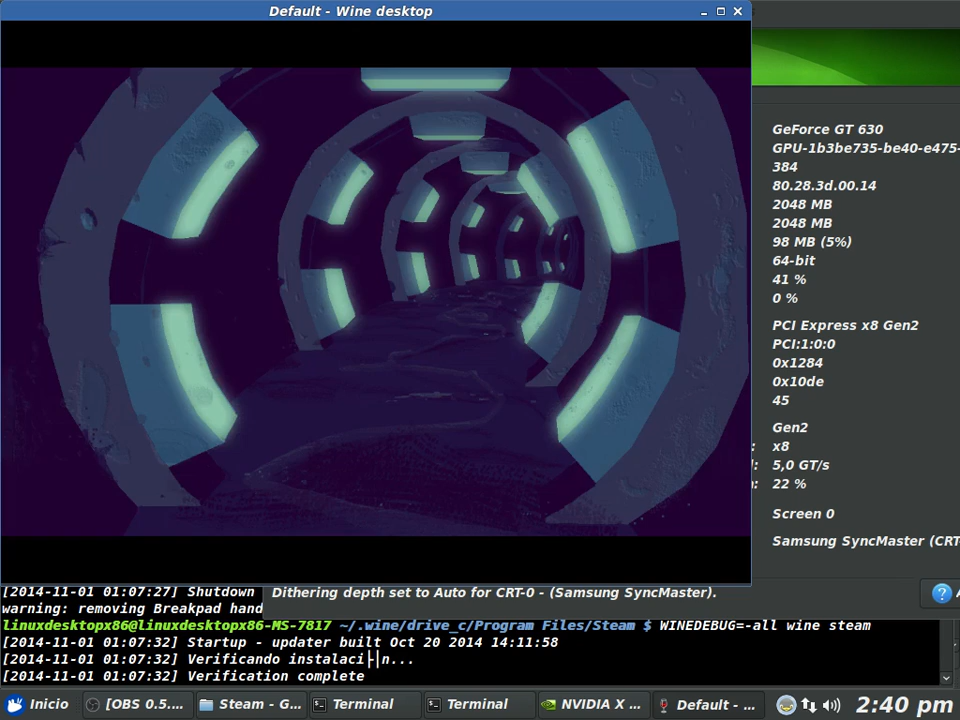 Default - Wine desktop
GeForce GT 630
GPU-1b3be735-be40-e475-
384
80.28.3d.00.14
2048 MB
2048 MB
98 MB (5%)
64-bit
41 %
0 %
PCI Express x8 Gen2
PCI:1:0:0
0x1284
0x10de
45
Gen2
: x8
: 5,0 GT/s
: 22 %
Screen 0
Samsung SyncMaster (CRT-
[2014-11-01 01:07:27] Shutdown
Dithering depth set to Auto for CRT-0 - (Samsung SyncMaster).
warning: removing Breakpad hand
linuxdesktopx86@linuxdesktopx86-MS-7817 ~/.wine/drive_c/Program Files/Steam $ WINEDEBUG=-all wine steam
[2014-11-01 01:07:32] Startup - updater built Oct 20 2014 14:11:58
[2014-11-01 01:07:32] Verificando instalaci├│n...
[2014-11-01 01:07:32] Verification complete
Inicio [OBS 0.5.... Steam - G... Terminal Terminal NVIDIA X ... Default - ... 2:40 pm